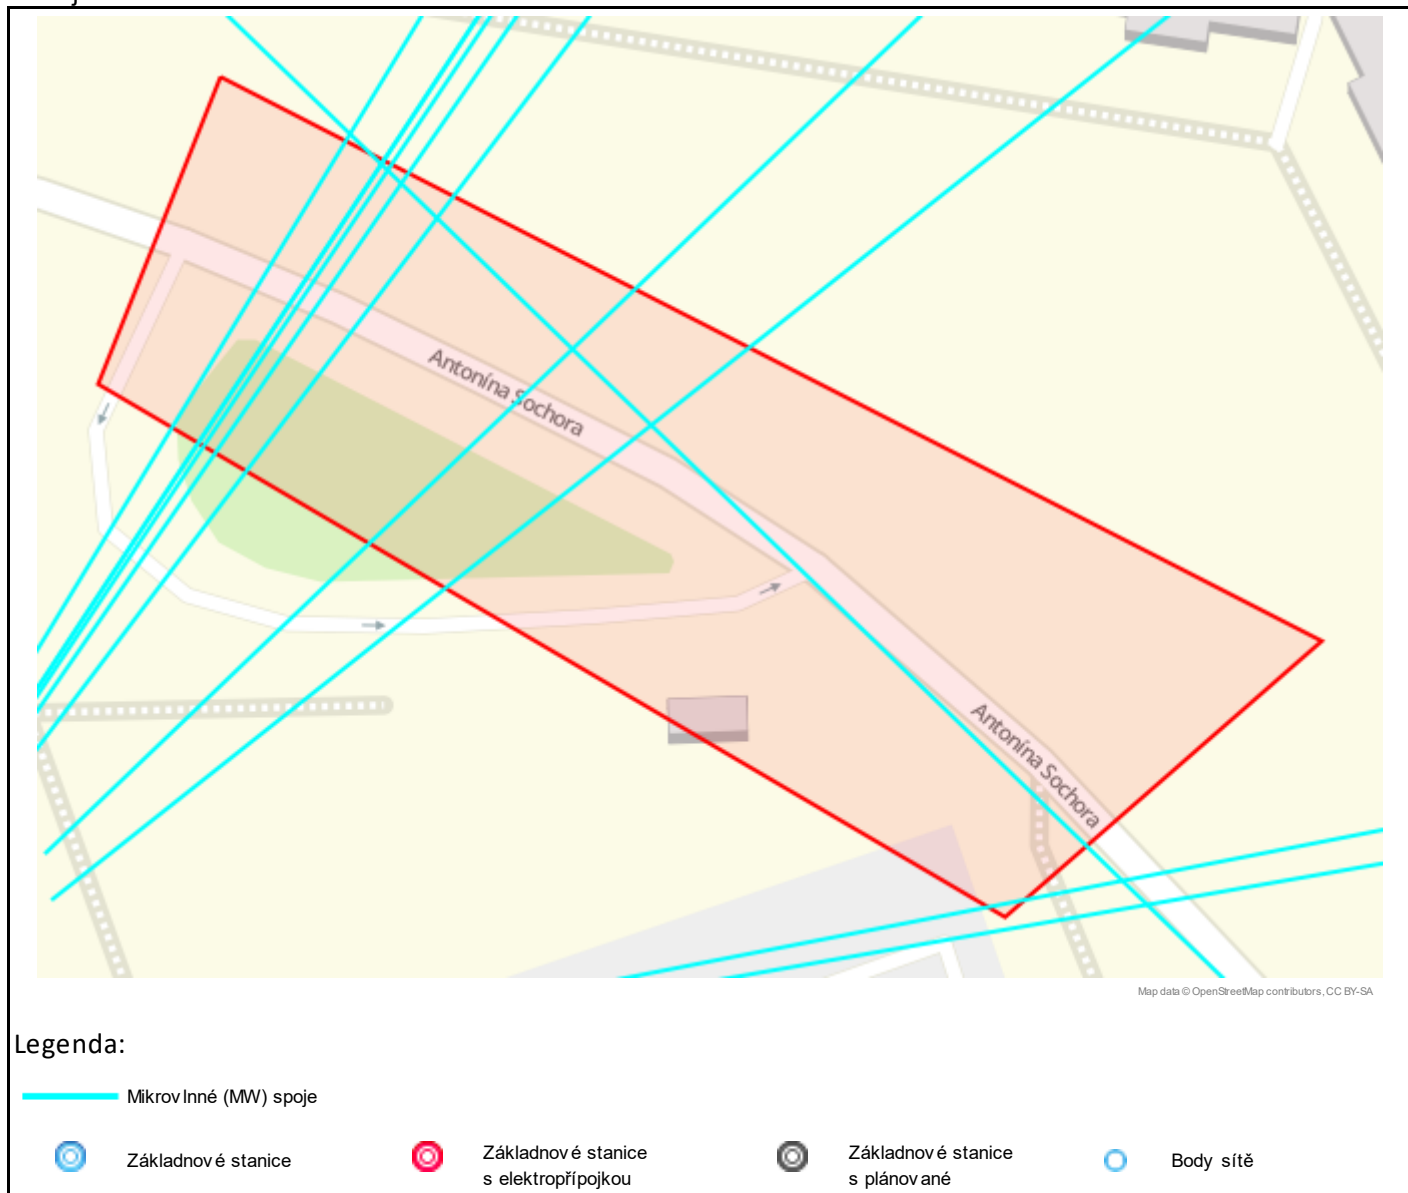 Antonína Sochora
Antonína Sochora
Map data © OpenStreetMap contributors, CC BY-SA
Legenda:
Mikrovlnné (MW) spoje
Základnové stanice
Základnové stanice
s elektropřípojkou
Základnové stanice
s plánované
Body sítě